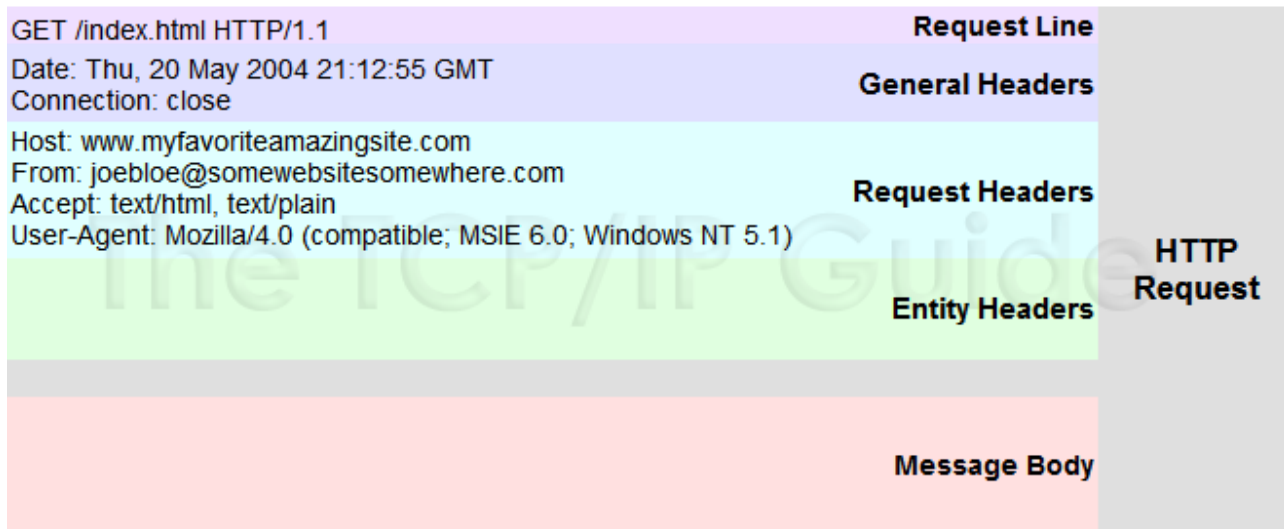 GET /index.html HTTP/1.1
Request Line
Date: Thu, 20 May 2004 21:12:55 GMT
Connection: close
General Headers
Host: www.myfavoriteamazingsite.com
From: joebloe@somewebsitesomewhere.com
Accept: text/html, text/plain
User-Agent: Mozilla/4.0 (compatible; MSIE 6.0; Windows NT 5.1)
Request Headers
The TCP/IP Guide
Entity Headers
Message Body
HTTP
Request